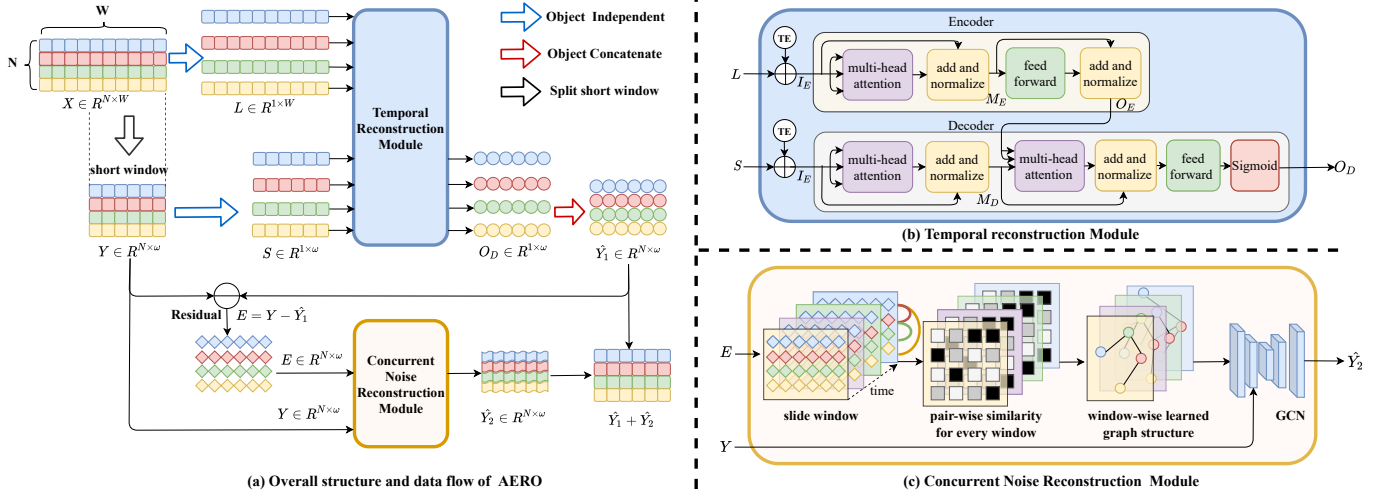 W
N
X ∈ R^{N×W}
L ∈ R^{1×W}
Object Independent
Object Concatenate
Split short window
Temporal
Reconstruction
Module
short window
Y ∈ R^{N×ω}
S ∈ R^{1×ω}
O_D ∈ R^{1×ω}
Ŷ_1 ∈ R^{N×ω}
Residual
E = Y − Ŷ_1
E ∈ R^{N×ω}
Y ∈ R^{N×ω}
Concurrent
Noise
Reconstruction
Module
Ŷ_2 ∈ R^{N×ω}
Ŷ_1 + Ŷ_2
(a) Overall structure and data flow of AERO
Encoder
TE
L
I_E
multi-head
attention
add and
normalize
M_E
feed
forward
add and
normalize
O_E
Decoder
TE
S
I_E
multi-head
attention
add and
normalize
M_D
multi-head
attention
add and
normalize
feed
forward
Sigmoid
O_D
(b) Temporal reconstruction Module
E
time
slide window
pair-wise similarity
for every window
window-wise learned
graph structure
GCN
Ŷ_2
Y
(c) Concurrent Noise Reconstruction Module